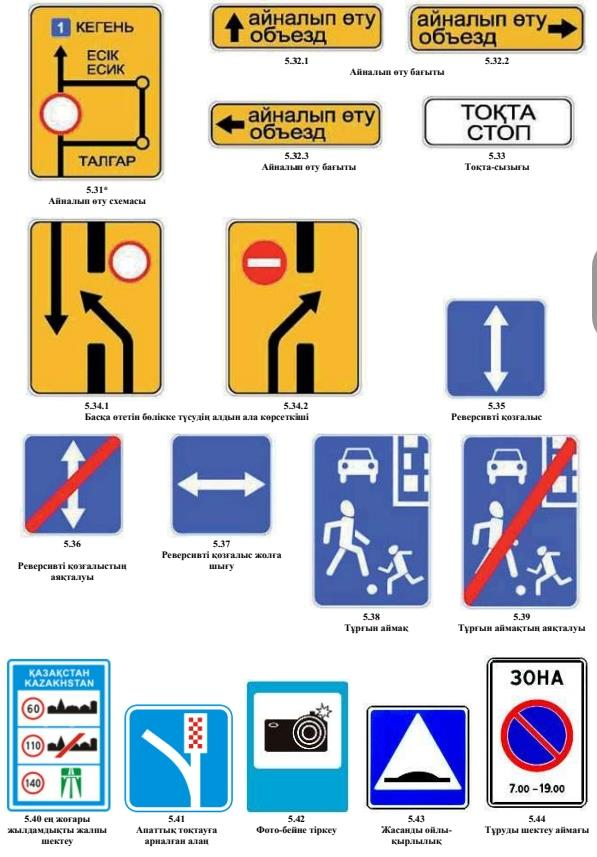 1 КЕГЕНЬ
ЕСІК
ЕСИК
ТАЛГАР
5.31*
Айналып өту схемасы
айналып өту
объезд
5.32.1
айналып өту
объезд
5.32.2
Айналып өту бағыты
айналып өту
объезд
5.32.3
Айналып өту бағыты
ТОҚТА
СТОП
5.33
Тоқта-сызығы
5.34.1
5.34.2
Басқа өтетін бөлікке түсудің алдын ала көрсеткіші
5.35
Реверсивті қозғалыс
5.36
Реверсивті қозғалыстың
аяқталуы
5.37
Реверсивті қозғалыс жолға
шығу
5.38
Тұрғын аймақ
5.39
Тұрғын аймақтың аяқталуы
ҚАЗАҚСТАН
KAZAKHSTAN
60
110
140
5.40 ең жоғары
жылдамдықты жалпы
шектеу
5.41
Апаттық тоқтауға
арналған алаң
5.42
Фото-бейне тіркеу
5.43
Жасанды ойлы-
қырлылық
ЗОНА
7.00 - 19.00
5.44
Тұруды шектеу аймағы